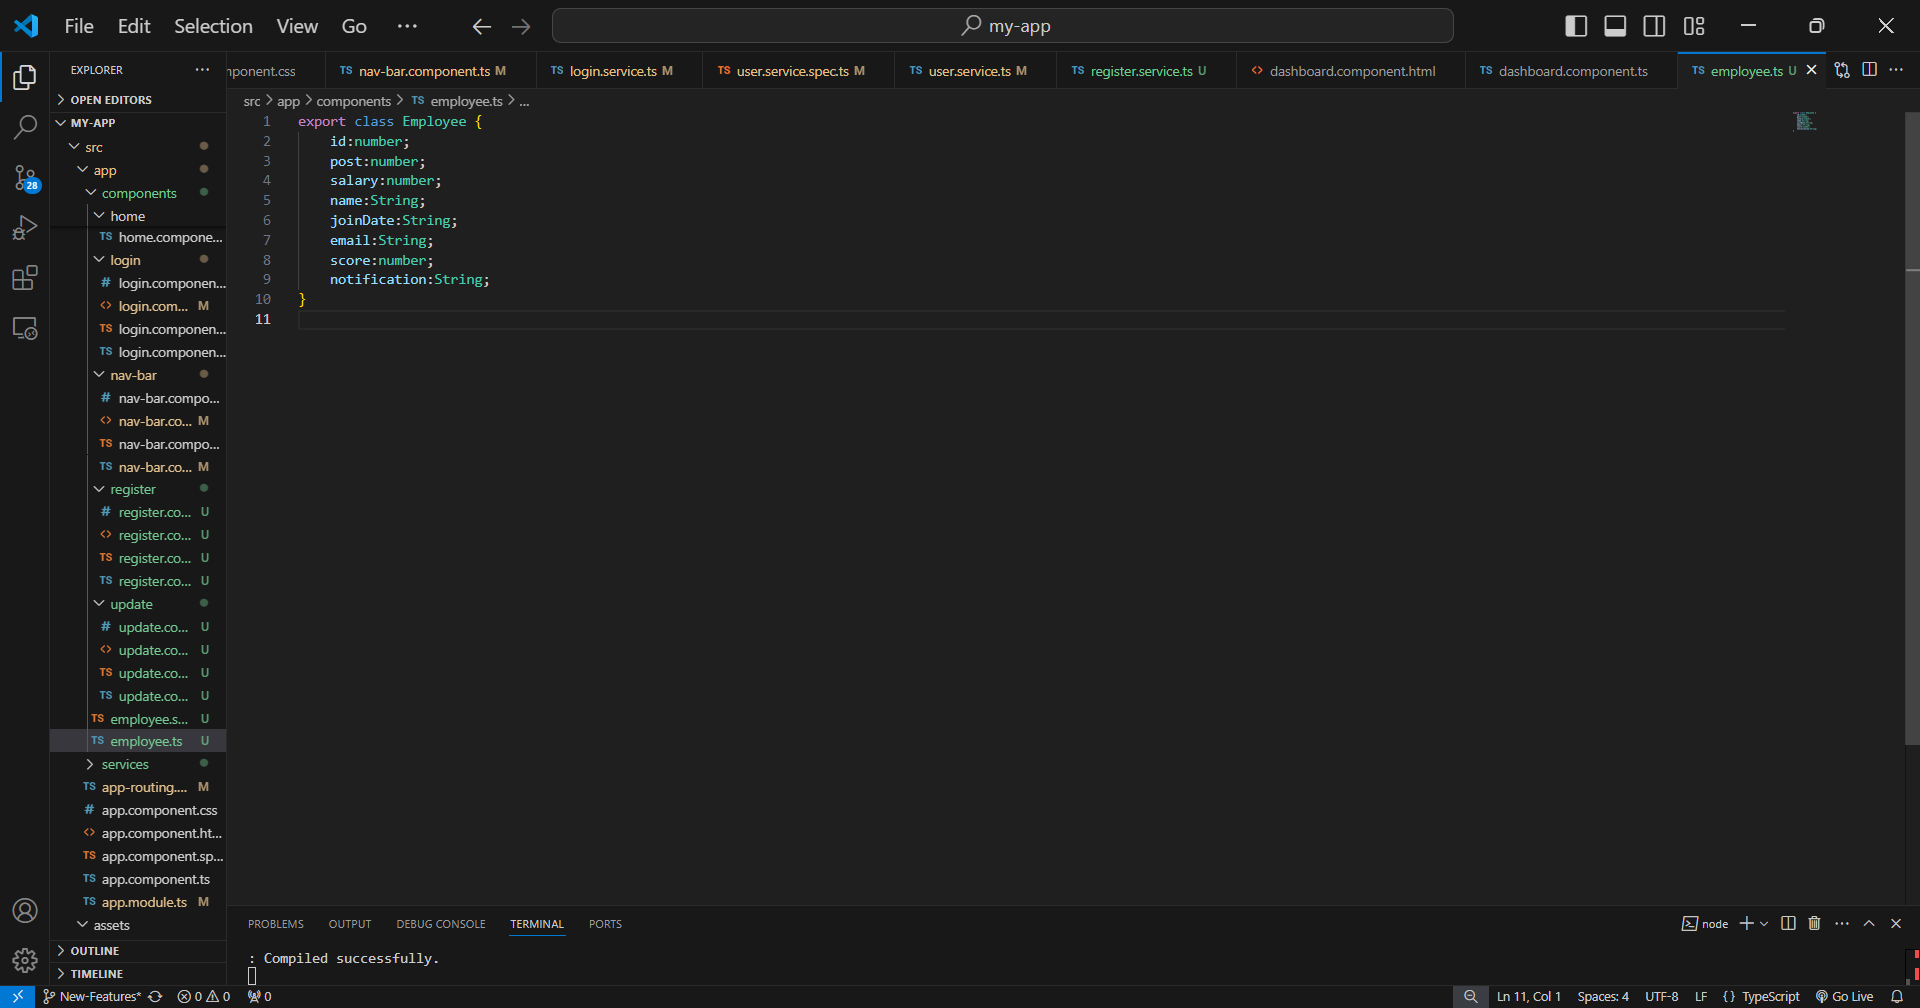 File Edit Selection View Go ··· my-app
EXPLORER ···
OPEN EDITORS
MY-APP
src
app
components
home
TS home.compone...
login
# login.componen...
<> login.com... M
TS login.componen...
TS login.componen...
nav-bar
# nav-bar.compo...
<> nav-bar.co... M
TS nav-bar.compo...
TS nav-bar.co... M
register
# register.co... U
<> register.co... U
TS register.co... U
TS register.co... U
update
# update.co... U
<> update.co... U
TS update.co... U
TS update.co... U
TS employee.s... U
TS employee.ts U
services
TS app-routing.... M
# app.component.css
<> app.component.ht...
TS app.component.sp...
TS app.component.ts
TS app.module.ts M
assets
OUTLINE
TIMELINE
28
nponent.css TS nav-bar.component.ts M TS login.service.ts M TS user.service.spec.ts M TS user.service.ts M TS register.service.ts U <> dashboard.component.html TS dashboard.component.ts TS employee.ts U ···
src > app > components > TS employee.ts > ...
1 export class Employee {
2 id:number;
3 post:number;
4 salary:number;
5 name:String;
6 joinDate:String;
7 email:String;
8 score:number;
9 notification:String;
10 }
11
PROBLEMS OUTPUT DEBUG CONSOLE TERMINAL PORTS node ···
: Compiled successfully.
New-Features* 0 0 0 Ln 11, Col 1 Spaces: 4 UTF-8 LF {} TypeScript Go Live